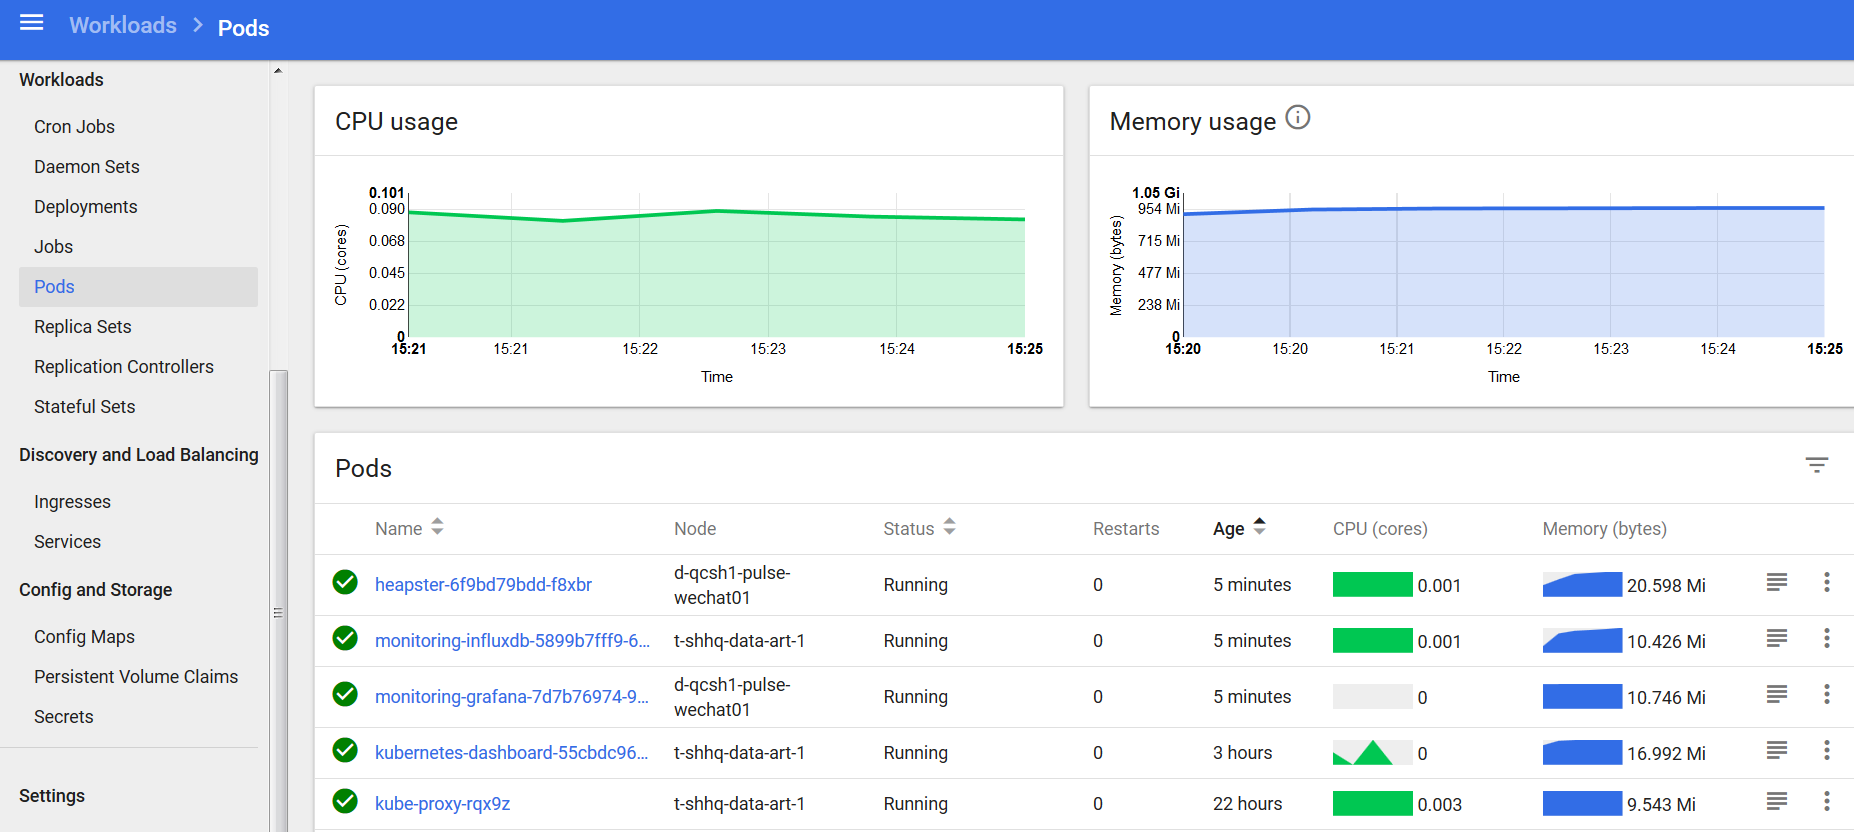 Workloads > Pods
Workloads
Cron Jobs
Daemon Sets
Deployments
Jobs
Pods
Replica Sets
Replication Controllers
Stateful Sets
Discovery and Load Balancing
Ingresses
Services
Config and Storage
Config Maps
Persistent Volume Claims
Secrets
Settings
CPU usage
CPU (cores)
0.101
0.090
0.068
0.045
0.022
0
15:21 15:21 15:22 15:23 15:24 15:25
Time
Memory usage
Memory (bytes)
1.05 Gi
954 Mi
715 Mi
477 Mi
238 Mi
0
15:20 15:20 15:21 15:22 15:23 15:24 15:25
Time
Pods
Name Node Status Restarts Age CPU (cores) Memory (bytes)
heapster-6f9bd79bdd-f8xbr d-qcsh1-pulse- Running 0 5 minutes 0.001 20.598 Mi
wechat01
monitoring-influxdb-5899b7fff9-6... t-shhq-data-art-1 Running 0 5 minutes 0.001 10.426 Mi
monitoring-grafana-7d7b76974-9... d-qcsh1-pulse- Running 0 5 minutes 0 10.746 Mi
wechat01
kubernetes-dashboard-55cbdc96... t-shhq-data-art-1 Running 0 3 hours 0 16.992 Mi
kube-proxy-rqx9z t-shhq-data-art-1 Running 0 22 hours 0.003 9.543 Mi